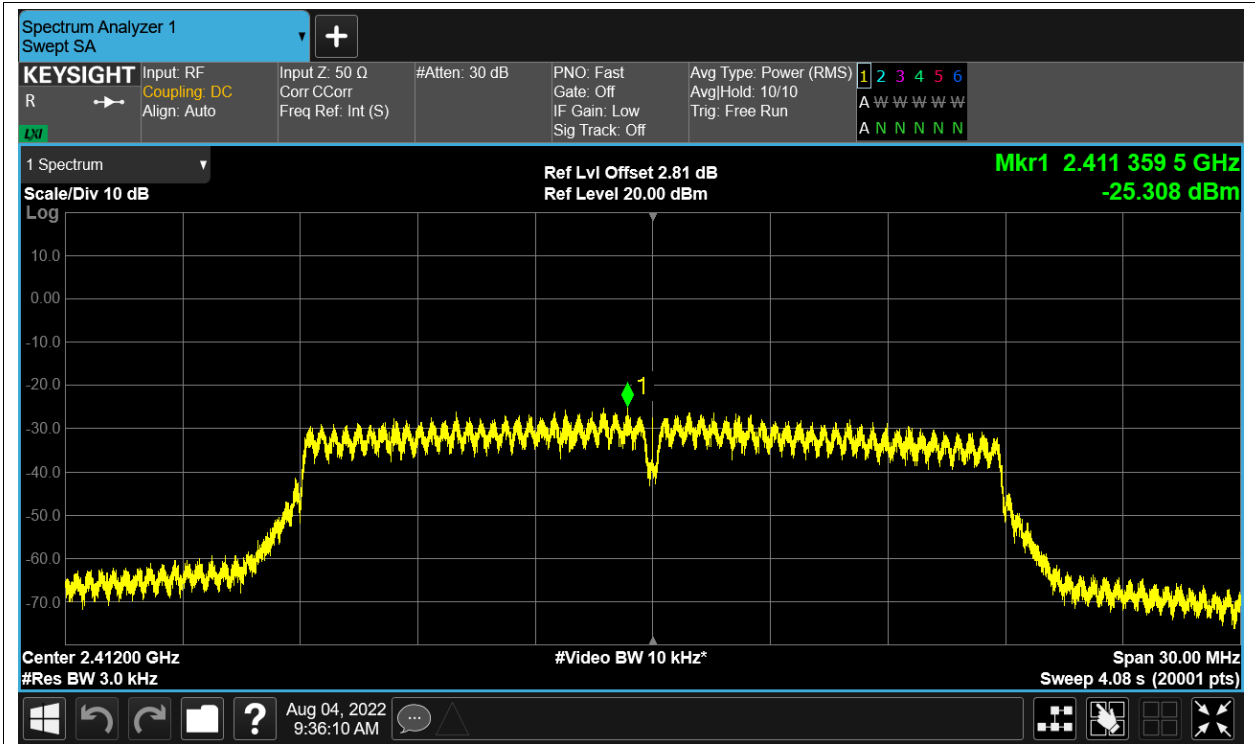 Spectrum Analyzer 1
Swept SA
+
KEYSIGHT
R
LXI
Input: RF
Coupling: DC
Align: Auto
Input Z: 50 Ω
Corr CCorr
Freq Ref: Int (S)
#Atten: 30 dB
PNO: Fast
Gate: Off
IF Gain: Low
Sig Track: Off
Avg Type: Power (RMS)
Avg|Hold: 10/10
Trig: Free Run
1 2 3 4 5 6
A W W W W W
A N N N N N
1 Spectrum
Scale/Div 10 dB
Log
Ref Lvl Offset 2.81 dB
Ref Level 20.00 dBm
Mkr1 2.411 359 5 GHz
-25.308 dBm
10.0
0.00
-10.0
-20.0
-30.0
-40.0
-50.0
-60.0
-70.0
1
Center 2.41200 GHz
#Res BW 3.0 kHz
#Video BW 10 kHz*
Span 30.00 MHz
Sweep 4.08 s (20001 pts)
?
Aug 04, 2022
9:36:10 AM